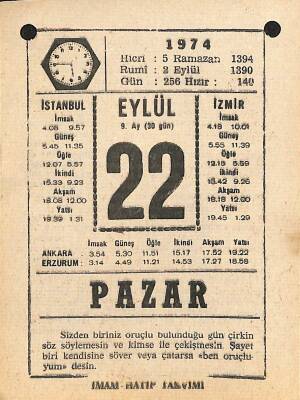 1974
Hicrî : 5 Ramazan 1394
Rumî : 2 Eylül 1390
Gün : 256 Hızır : 140
İSTANBUL
İmsak
4.08 9.57
Güneş
5.45 11.35
Öğle
12.07 5.57
İkindi
15.33 9.23
Akşam
18.08 12.00
Yatsı
19.39 1.31
EYLÜL
9. Ay (30 gün)
22
İZMİR
İmsak
4.18 10.01
Güneş
5.55 11.39
Öğle
12.18 6.00
İkindi
15.42 9.26
Akşam
18.18 12.00
Yatsı
19.45 1.29
İmsak Güneş Öğle İkindi Akşam Yatsı
ANKARA : 3.54 5.30 11.51 15.17 17.52 19.22
ERZURUM : 3.14 4.49 11.21 14.53 17.27 18.58
PAZAR
Sizden biriniz oruçlu bulunduğu gün çirkin
söz söylemesin ve kimse ile çekişmesin. Şayet
biri kendisine söver veya çatarsa «ben oruçlu-
yum» desin.
İMAM-HATİP TAKVİMİ